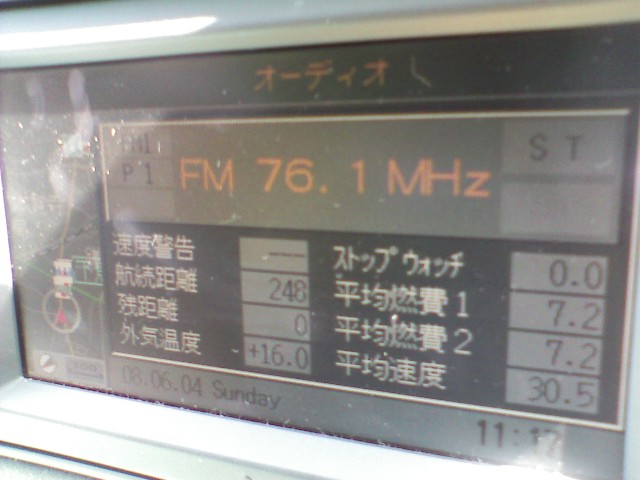 オーディオ
FM1
P 1
FM 76.1 MHz
ST
速度警告 ----
航続距離 248
残距離 0
外気温度 +16.0
ストップウォッチ 0.0
平均燃費1 7.2
平均燃費2 7.2
平均速度 30.5
08.06.04 Sunday